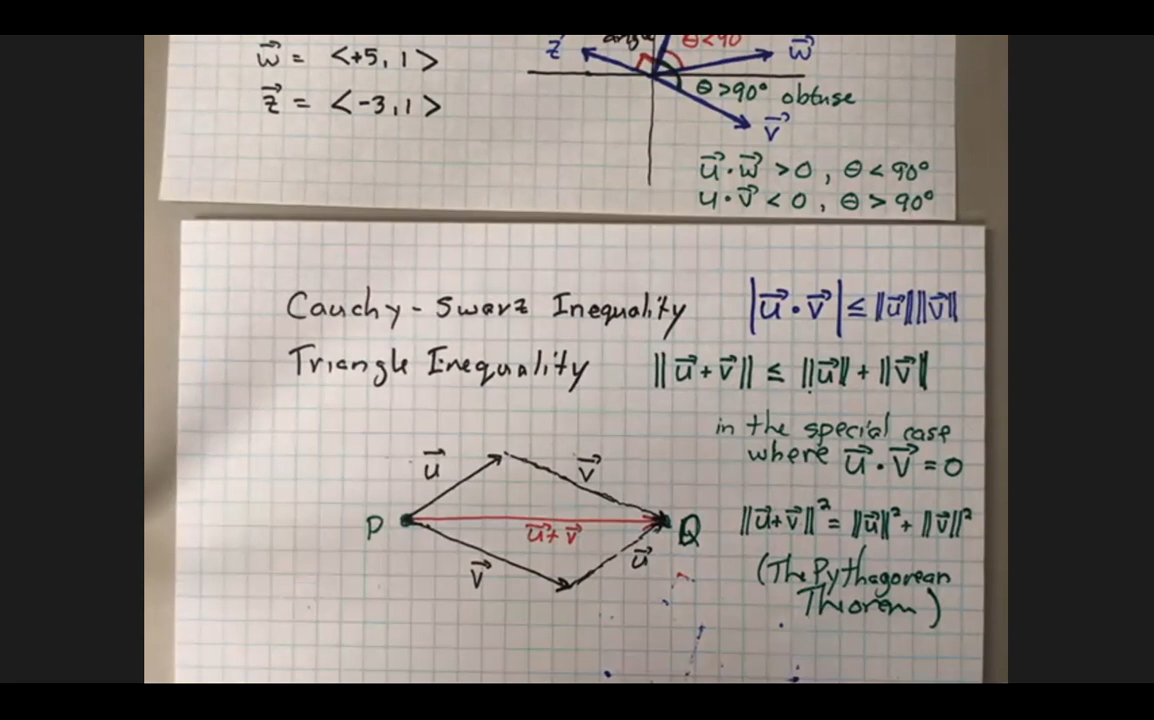 w⃗ = <+5, 1>
z⃗ = <-3, 1>
z⃗
θ<90
w⃗
θ>90° obtuse
v⃗
u⃗·w⃗ >0, θ<90°
u·v⃗ <0, θ>90°
Cauchy-Swarz Inequality |u⃗·v⃗| ≤ ||u⃗|| ||v⃗||
Triangle Inequality ||u⃗+v⃗|| ≤ ||u⃗|| + ||v⃗||
in the special case
where u⃗·v⃗=0
u⃗
v⃗
P
u⃗+v⃗
Q
v⃗
u⃗
||u⃗+v⃗||² = ||u⃗||² + ||v⃗||²
(The Pythagorean
Thorem)